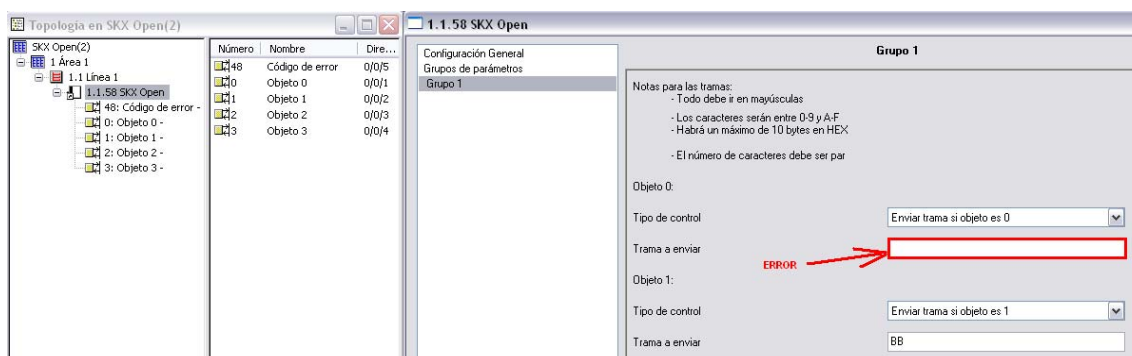 Topología en SKX Open(2)
SKX Open(2)
1 Área 1
1.1 Línea 1
1.1.58 SKX Open
48: Código de error -
0: Objeto 0 -
1: Objeto 1 -
2: Objeto 2 -
3: Objeto 3 -
Número Nombre Dire...
48 Código de error 0/0/5
0 Objeto 0 0/0/1
1 Objeto 1 0/0/2
2 Objeto 2 0/0/3
3 Objeto 3 0/0/4
1.1.58 SKX Open
Configuración General
Grupos de parámetros
Grupo 1
Grupo 1
Notas para las tramas:
- Todo debe ir en mayúsculas
- Los caracteres serán entre 0-9 y A-F
- Habrá un máximo de 10 bytes en HEX
- El número de caracteres debe ser par
Objeto 0:
Tipo de control Enviar trama si objeto es 0
Trama a enviar
ERROR
Objeto 1:
Tipo de control Enviar trama si objeto es 1
Trama a enviar BB